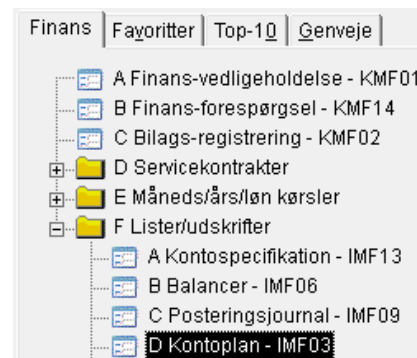 Finans Favoritter Top-10 Genveje
A Finans-vedligeholdelse - KMF01
B Finans-forespørgsel - KMF14
C Bilags-registrering - KMF02
D Servicekontrakter
E Måneds/års/løn kørsler
F Lister/udskrifter
A Kontospecifikation - IMF13
B Balancer - IMF06
C Posteringsjournal - IMF09
D Kontoplan - IMF03